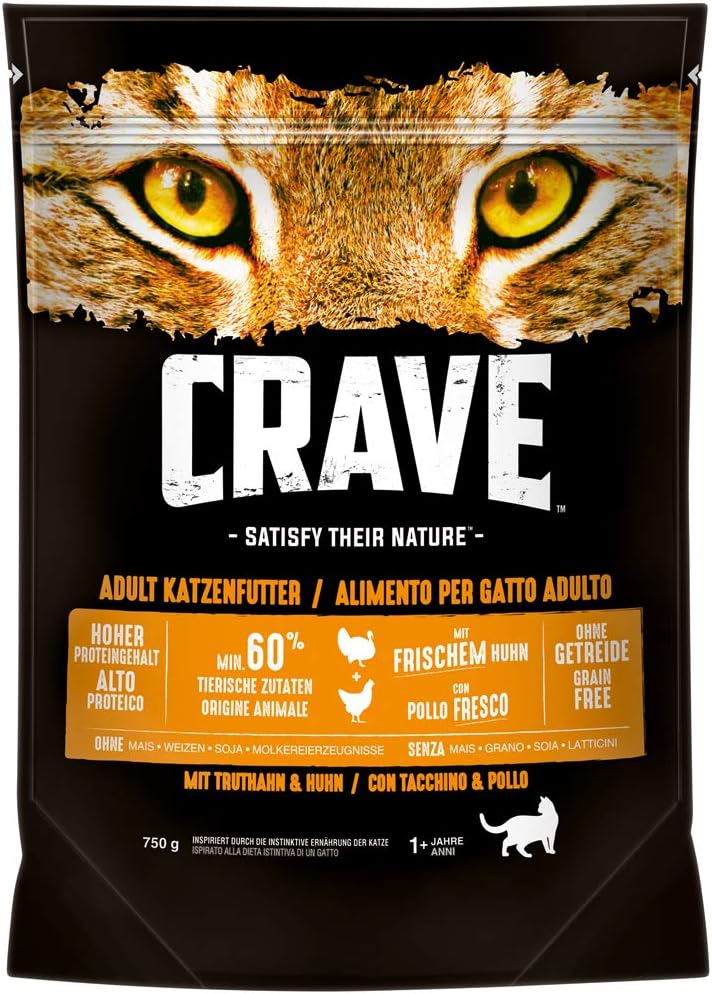 CRAVE™
- SATISFY THEIR NATURE™ -
ADULT KATZENFUTTER / ALIMENTO PER GATTO ADULTO
HOHER
PROTEINGEHALT
ALTO
PROTEICO
MIN. 60%
TIERISCHE ZUTATEN
ORIGINE ANIMALE
+
MIT
FRISCHEM HUHN
CON
POLLO FRESCO
OHNE
GETREIDE
GRAIN
FREE
OHNE MAIS • WEIZEN • SOJA • MOLKEREIERZEUGNISSE
SENZA MAIS • GRANO • SOIA • LATTICINI
MIT TRUTHAHN & HUHN / CON TACCHINO & POLLO
750 g
INSPIRIERT DURCH DIE INSTINKTIVE ERNÄHRUNG DER KATZE
ISPIRATO ALLA DIETA ISTINTIVA DI UN GATTO
1+ JAHRE
ANNI